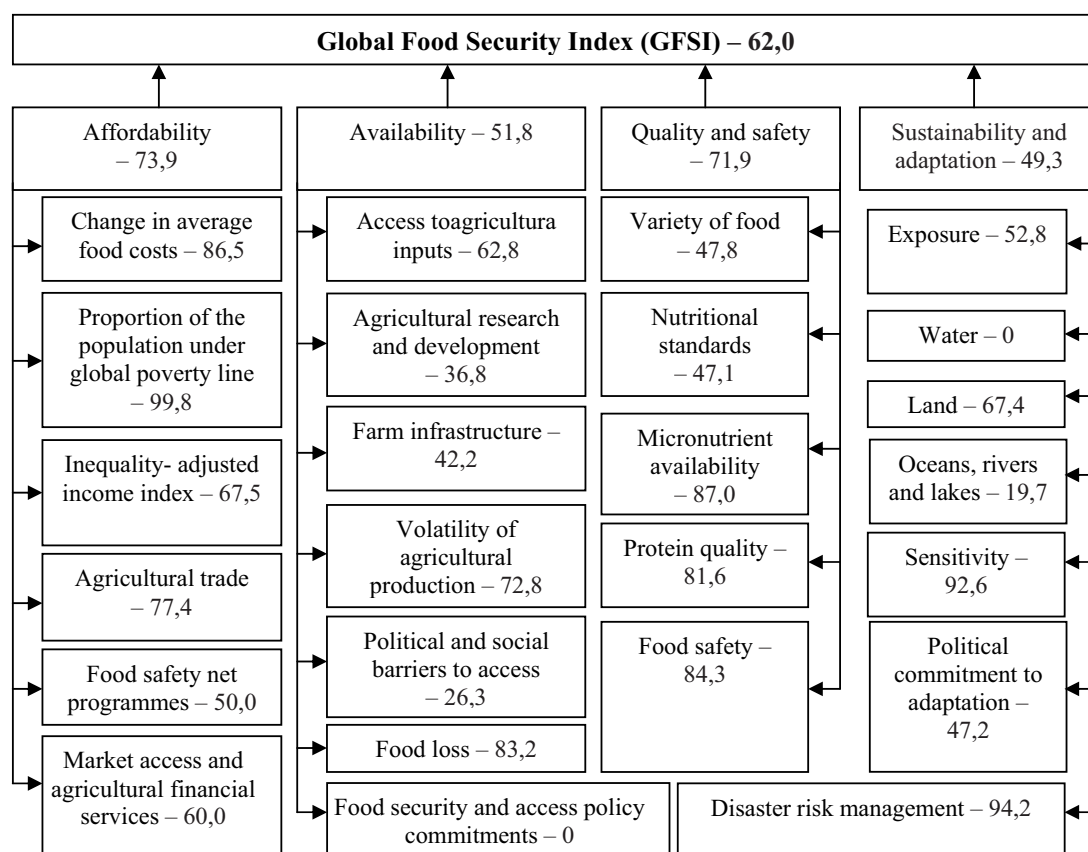 Global Food Security Index (GFSI) – 62,0
Affordability
– 73,9
Change in average
food costs – 86,5
Proportion of the
population under
global poverty line
– 99,8
Inequality- adjusted
income index – 67,5
Agricultural trade
– 77,4
Food safety net
programmes – 50,0
Market access and
agricultural financial
services – 60,0
Availability – 51,8
Access toagricultura
inputs – 62,8
Agricultural research
and development
– 36,8
Farm infrastructure –
42,2
Volatility of
agricultural
production – 72,8
Political and social
barriers to access
– 26,3
Food loss – 83,2
Food security and access policy
commitments – 0
Quality and safety
– 71,9
Variety of food
– 47,8
Nutritional
standards
– 47,1
Micronutrient
availability
– 87,0
Protein quality –
81,6
Food safety –
84,3
Sustainability and
adaptation – 49,3
Exposure – 52,8
Water – 0
Land – 67,4
Oceans, rivers
and lakes – 19,7
Sensitivity –
92,6
Political
commitment to
adaptation –
47,2
Disaster risk management – 94,2